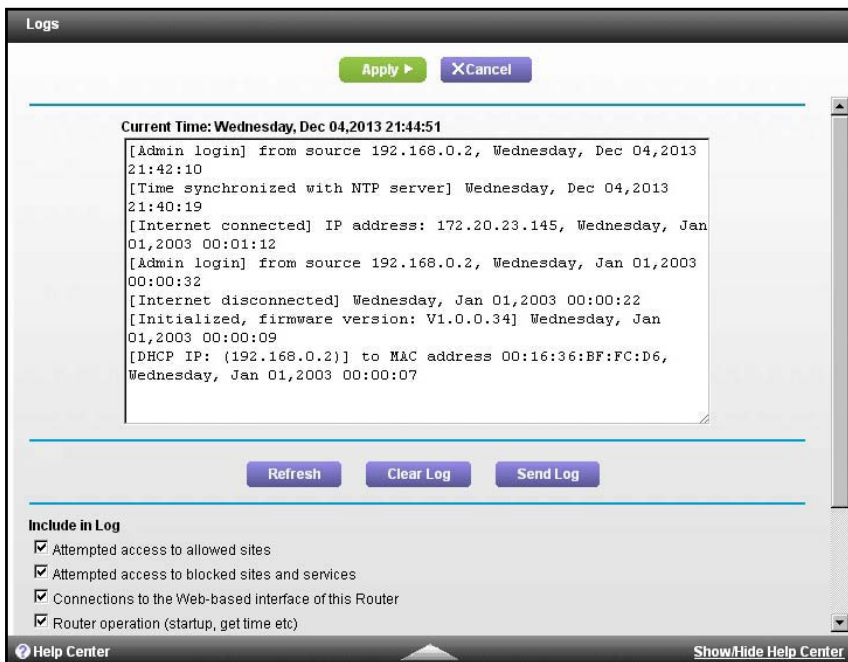 Logs
Apply ►
XCancel
Current Time: Wednesday, Dec 04,2013 21:44:51
[Admin login] from source 192.168.0.2, Wednesday, Dec 04,2013
21:42:10
[Time synchronized with NTP server] Wednesday, Dec 04,2013
21:40:19
[Internet connected] IP address: 172.20.23.145, Wednesday, Jan
01,2003 00:01:12
[Admin login] from source 192.168.0.2, Wednesday, Jan 01,2003
00:00:32
[Internet disconnected] Wednesday, Jan 01,2003 00:00:22
[Initialized, firmware version: V1.0.0.34] Wednesday, Jan
01,2003 00:00:09
[DHCP IP: (192.168.0.2)] to MAC address 00:16:36:BF:FC:D6,
Wednesday, Jan 01,2003 00:00:07
Refresh
Clear Log
Send Log
Include in Log
Attempted access to allowed sites
Attempted access to blocked sites and services
Connections to the Web-based interface of this Router
Router operation (startup, get time etc)
? Help Center
Show/Hide Help Center